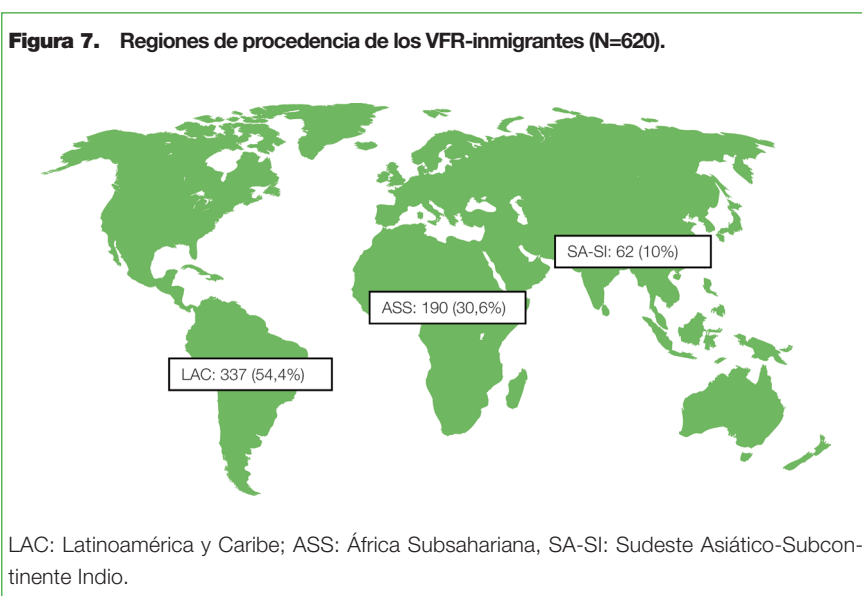 Figura 7. Regiones de procedencia de los VFR-inmigrantes (N=620).
SA-SI: 62 (10%)
ASS: 190 (30,6%)
LAC: 337 (54,4%)
LAC: Latinoamérica y Caribe; ASS: África Subsahariana, SA-SI: Sudeste Asiático-Subcon-
tinente Indio.